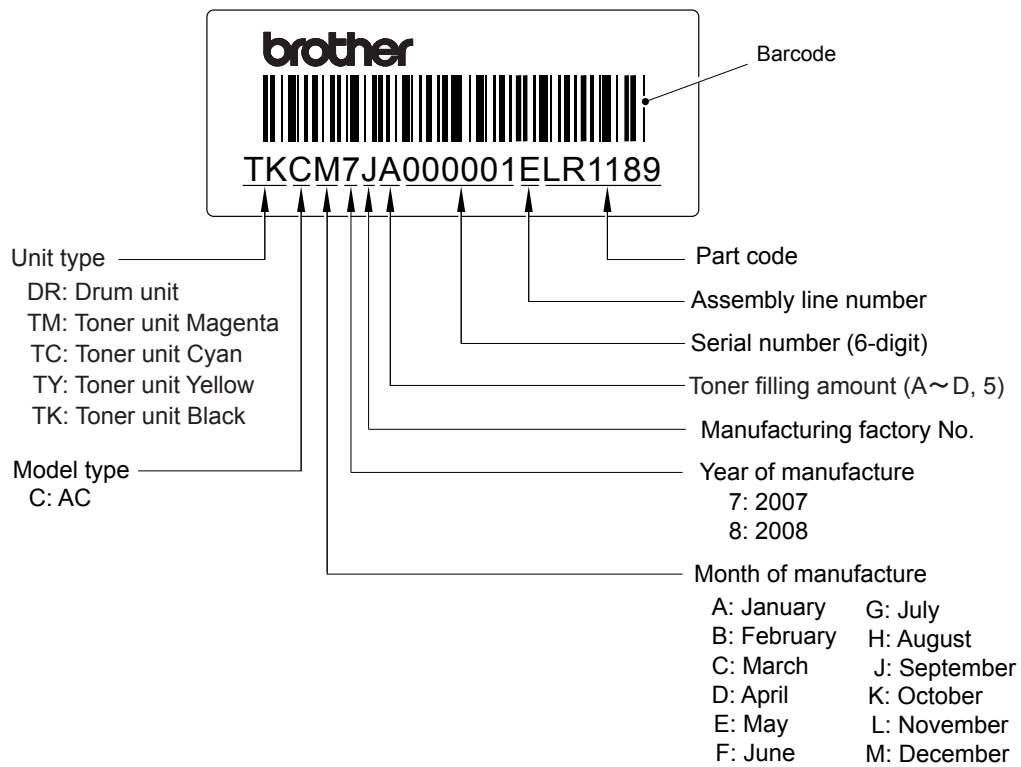 brother
Barcode
TKCM7JA000001ELR1189
Unit type
DR: Drum unit
TM: Toner unit Magenta
TC: Toner unit Cyan
TY: Toner unit Yellow
TK: Toner unit Black
Model type
C: AC
Part code
Assembly line number
Serial number (6-digit)
Toner filling amount (A～D, 5)
Manufacturing factory No.
Year of manufacture
7: 2007
8: 2008
Month of manufacture
A: January
B: February
C: March
D: April
E: May
F: June
G: July
H: August
J: September
K: October
L: November
M: December